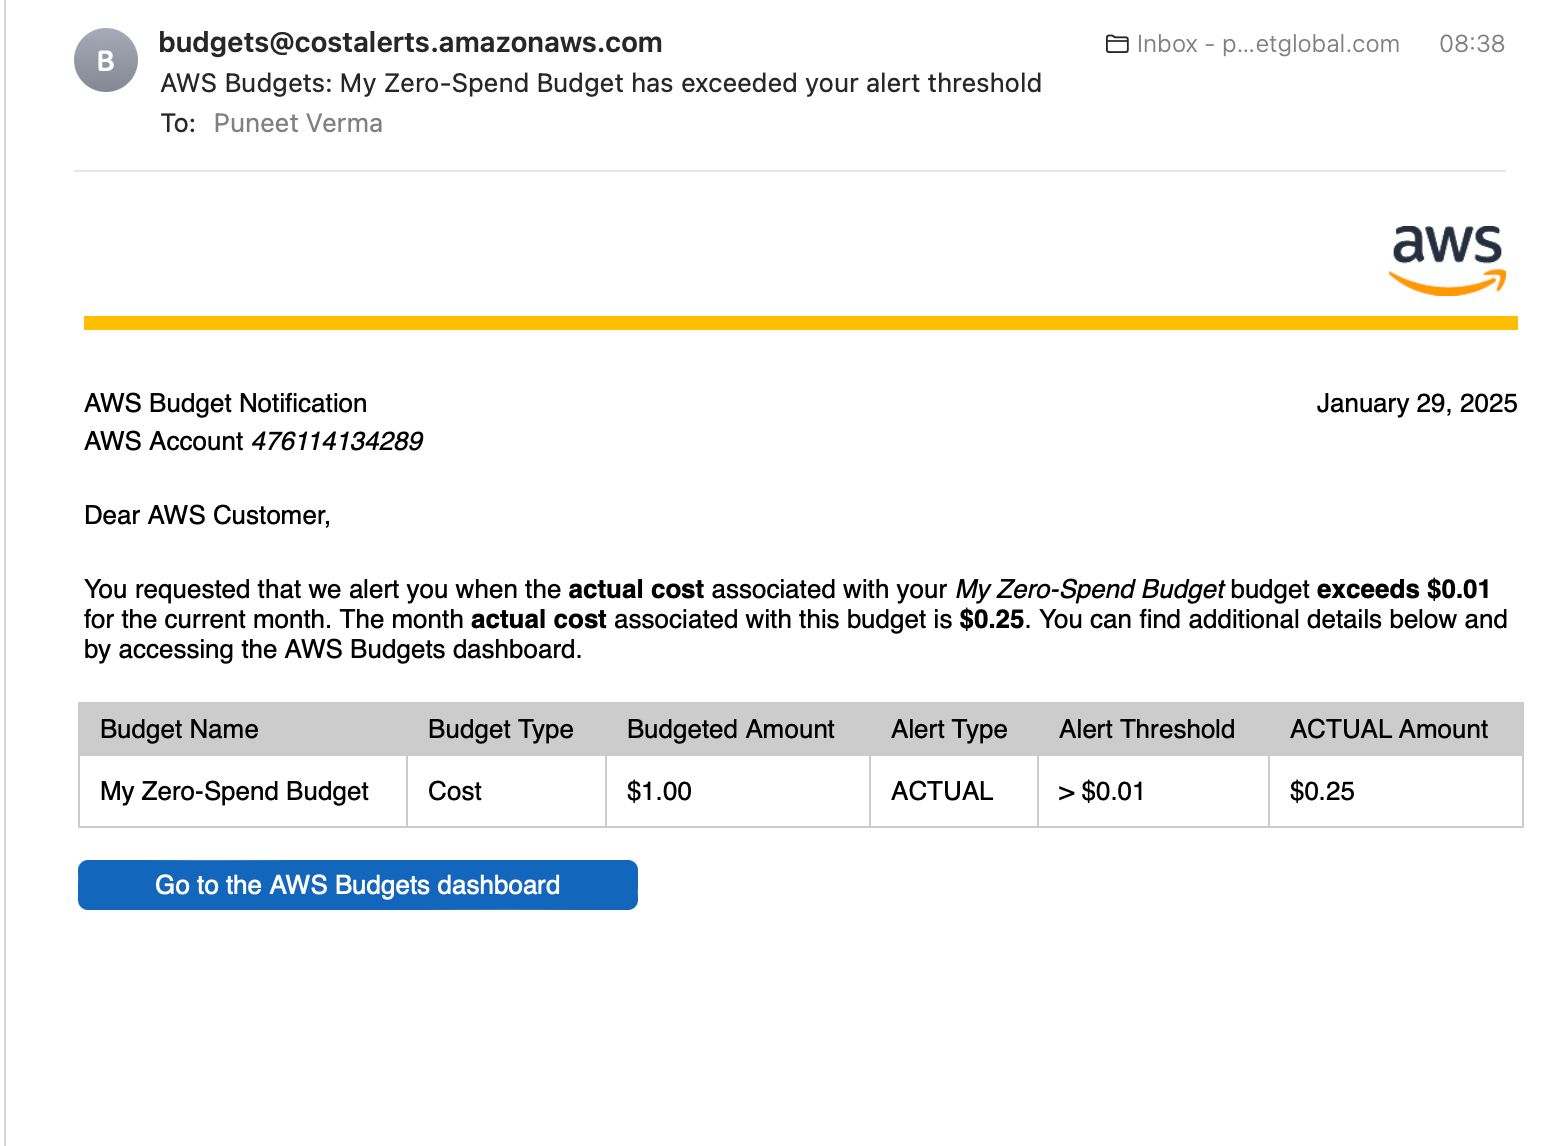 B
budgets@costalerts.amazonaws.com
Inbox - p...etglobal.com 08:38
AWS Budgets: My Zero-Spend Budget has exceeded your alert threshold
To: Puneet Verma
aws
AWS Budget Notification January 29, 2025
AWS Account 476114134289
Dear AWS Customer,
You requested that we alert you when the actual cost associated with your My Zero-Spend Budget budget exceeds $0.01
for the current month. The month actual cost associated with this budget is $0.25. You can find additional details below and
by accessing the AWS Budgets dashboard.
Budget Name Budget Type Budgeted Amount Alert Type Alert Threshold ACTUAL Amount
My Zero-Spend Budget Cost $1.00 ACTUAL > $0.01 $0.25
Go to the AWS Budgets dashboard